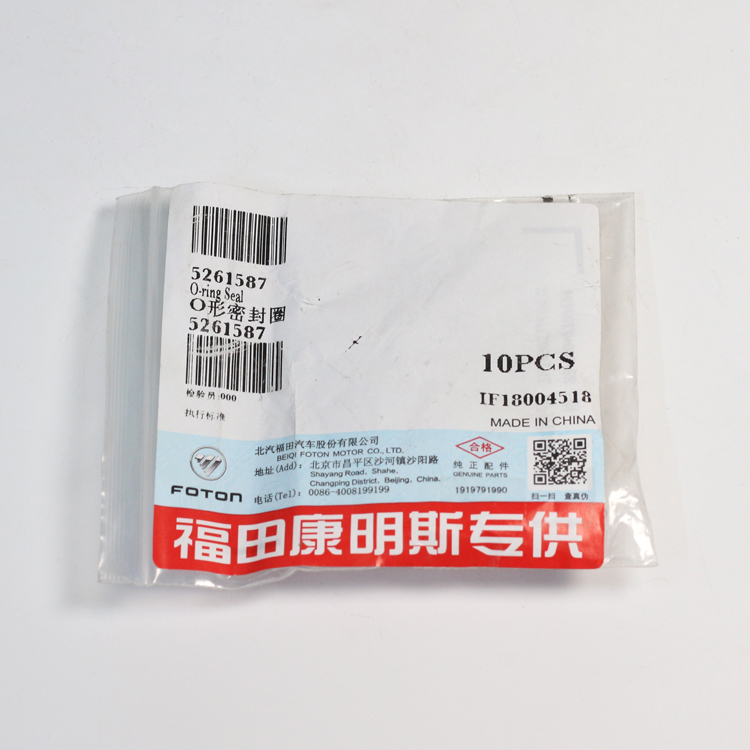 5261587
O-ring Seal
O形密封圈
5261587
检验员:000
执行标准
10PCS
IF18004518
MADE IN CHINA
FOTON
北汽福田汽车股份有限公司
BEIQI FOTON MOTOR CO., LTD.
地址(Add): 北京市昌平区沙河镇沙阳路
Shayang Road, Shahe,
Changping District, Beijing, China.
电话(Tel): 0086-4008199199
合格
纯正配件
GENUINE PARTS
1919791990
扫一扫 查真伪
福田康明斯专供